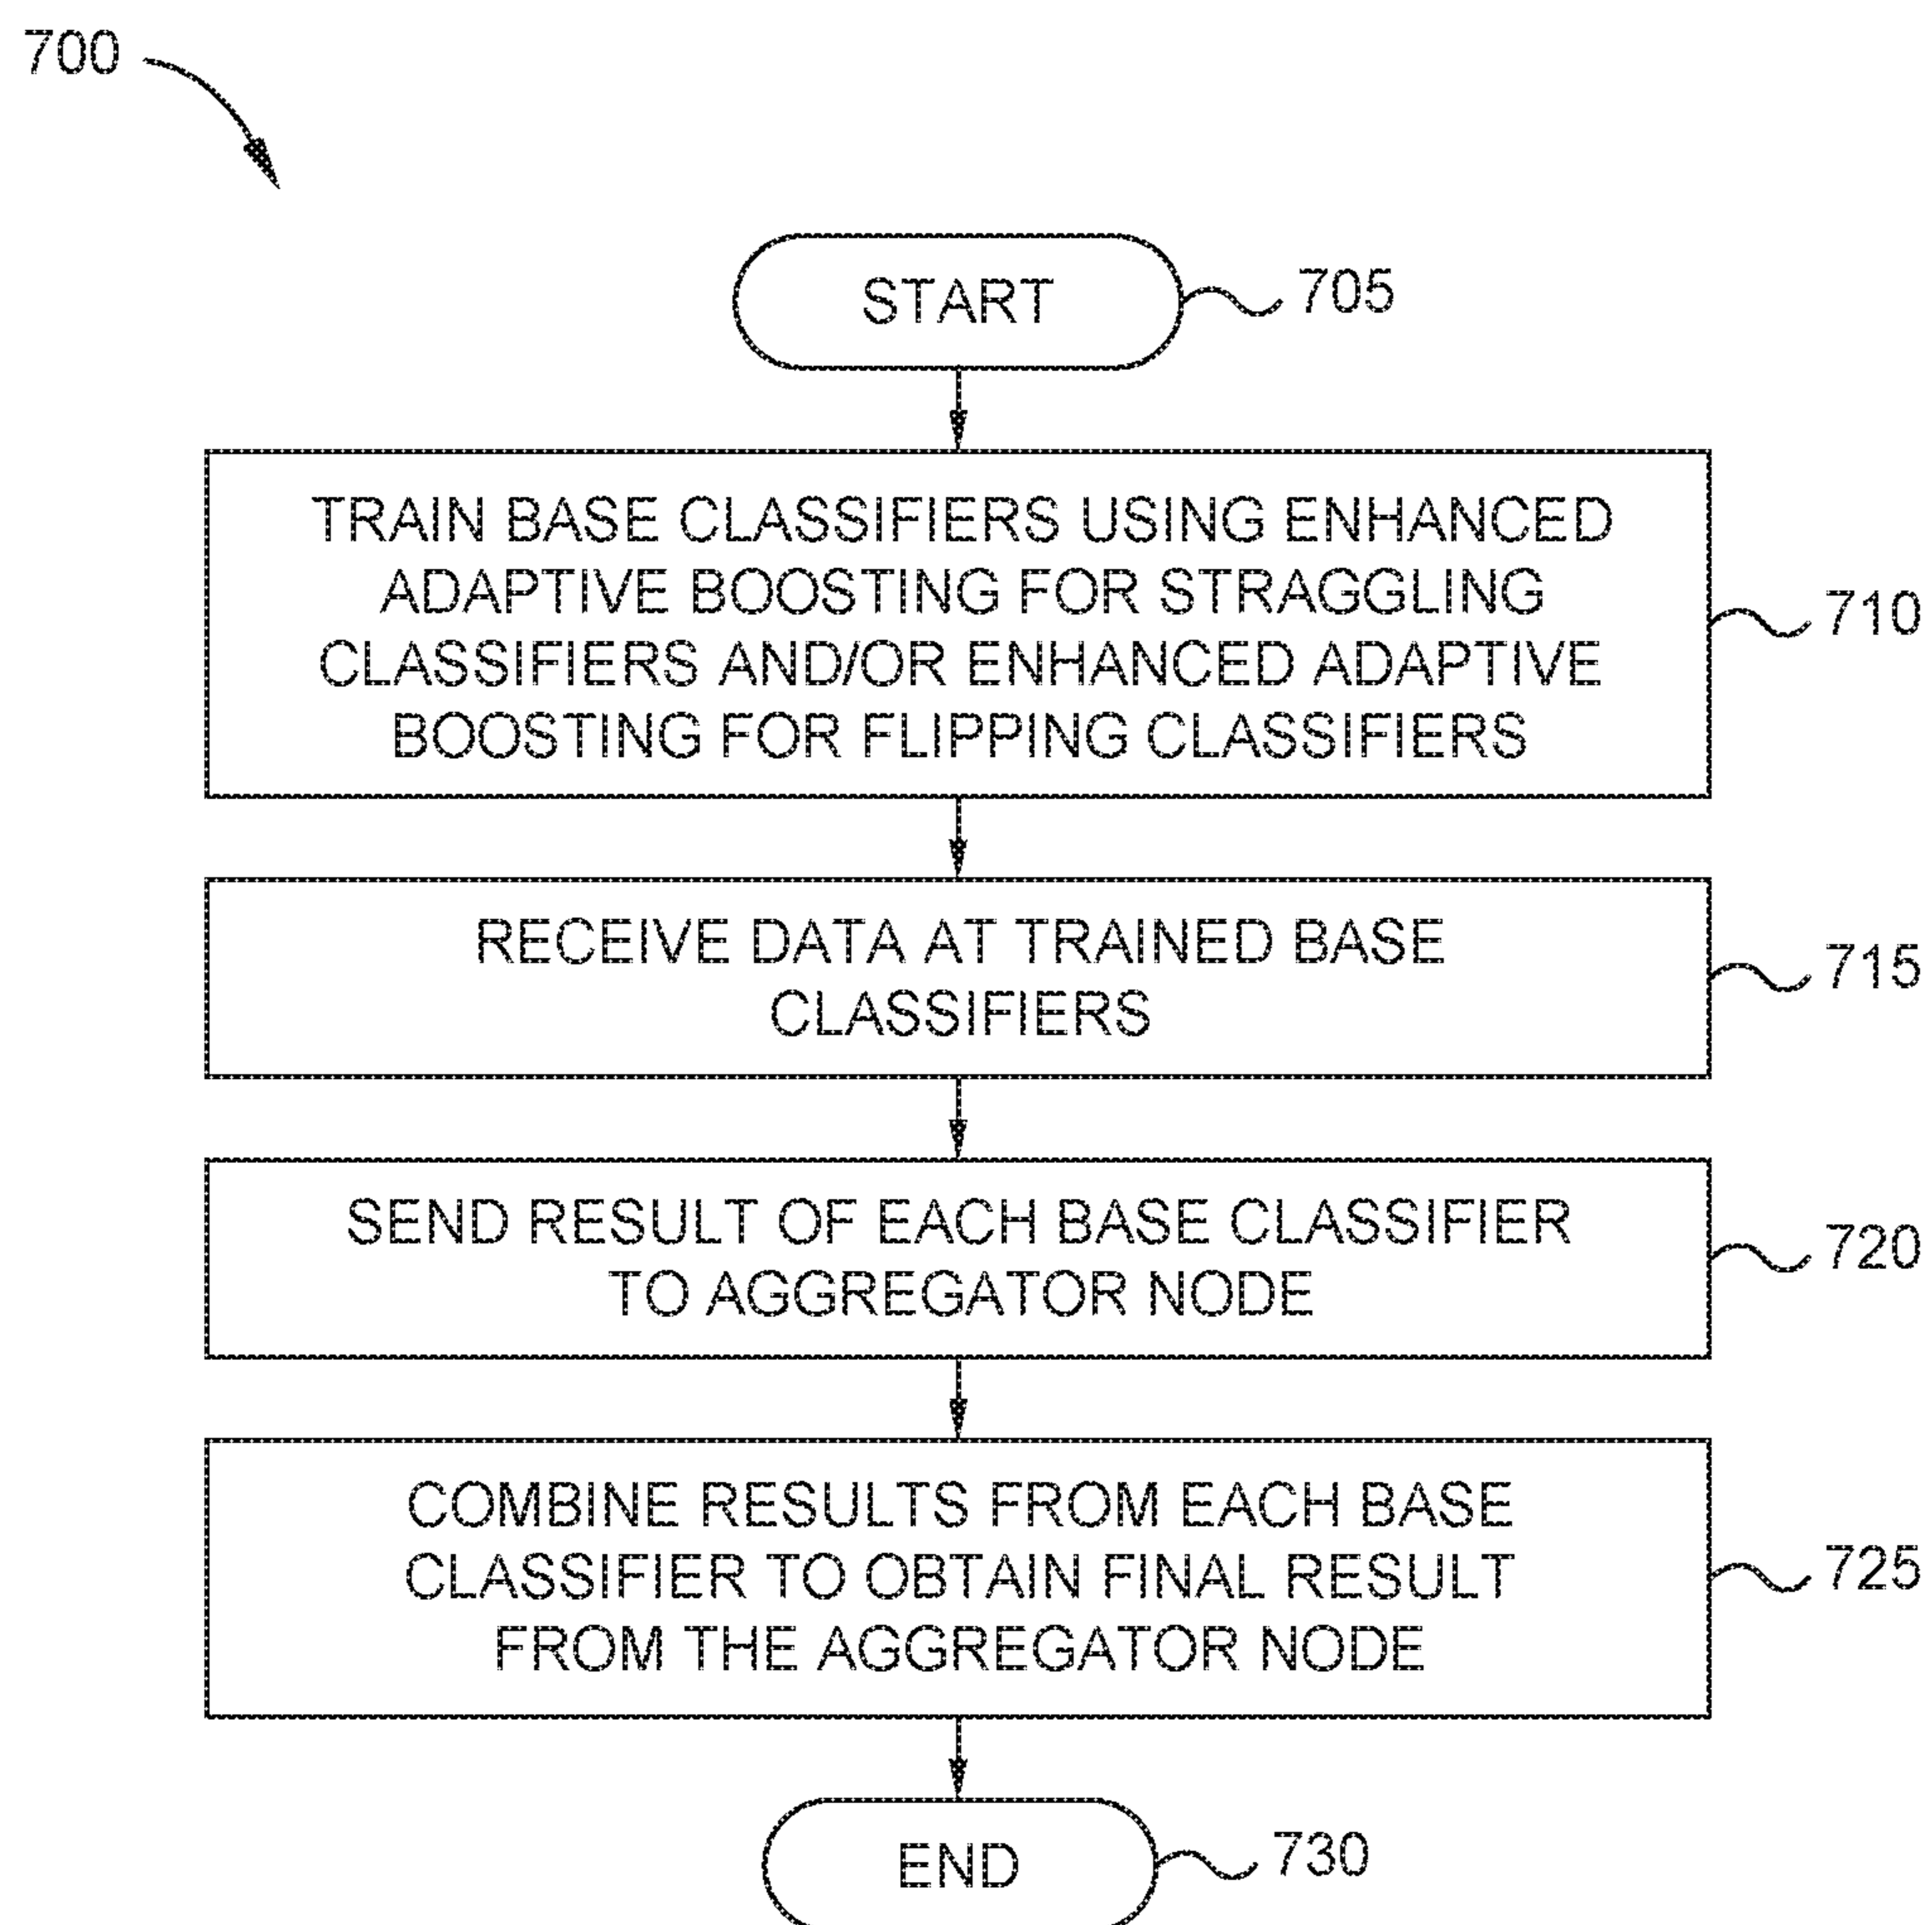 700
START
705
TRAIN BASE CLASSIFIERS USING ENHANCED
ADAPTIVE BOOSTING FOR STRAGGLING
CLASSIFIERS AND/OR ENHANCED ADAPTIVE
BOOSTING FOR FLIPPING CLASSIFIERS
710
RECEIVE DATA AT TRAINED BASE
CLASSIFIERS
715
SEND RESULT OF EACH BASE CLASSIFIER
TO AGGREGATOR NODE
720
COMBINE RESULTS FROM EACH BASE
CLASSIFIER TO OBTAIN FINAL RESULT
FROM THE AGGREGATOR NODE
725
END
730